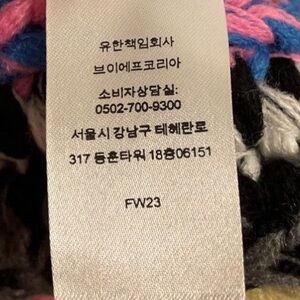 유한책임회사
브이에프코리아
소비자상담실:
0502-700-9300
서울시 강남구 테헤란로
317 동훈타워 18층06151
FW23